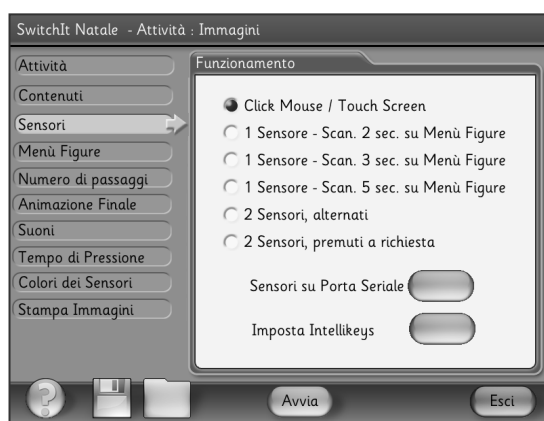 SwitchIt Natale - Attività : Immagini
Attività
Contenuti
Sensori
Menù Figure
Numero di passaggi
Animazione Finale
Suoni
Tempo di Pressione
Colori dei Sensori
Stampa Immagini
Funzionamento
Click Mouse / Touch Screen
1 Sensore - Scan. 2 sec. su Menù Figure
1 Sensore - Scan. 3 sec. su Menù Figure
1 Sensore - Scan. 5 sec. su Menù Figure
2 Sensori, alternati
2 Sensori, premuti a richiesta
Sensori su Porta Seriale
Imposta Intellikeys
?
Avvia
Esci